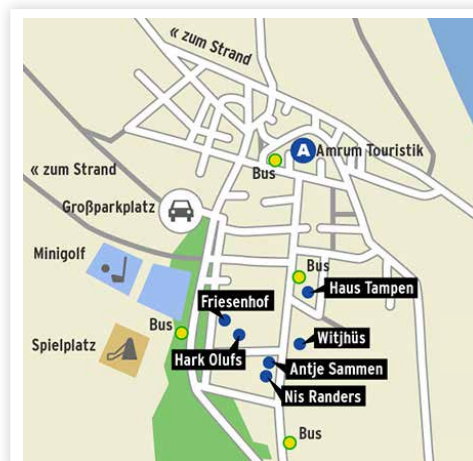 « zum Strand
A
Amrum Touristik
Bus
« zum Strand
Großparkplatz
Minigolf
Bus
Haus Tampen
Friesenhof
Bus
Spielplatz
Hark Olufs
Witjhüs
Antje Sammen
Nis Randers
Bus